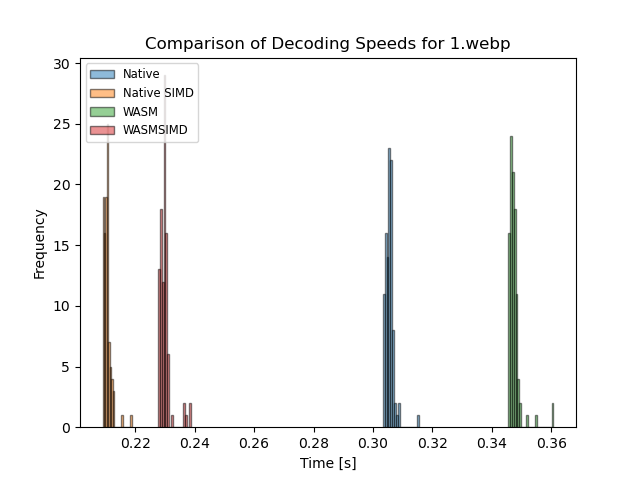 Comparison of Decoding Speeds for 1.webp
Native
Native SIMD
WASM
WASMSIMD
30
25
20
15
10
5
0
Frequency
0.22 0.24 0.26 0.28 0.30 0.32 0.34 0.36
Time [s]